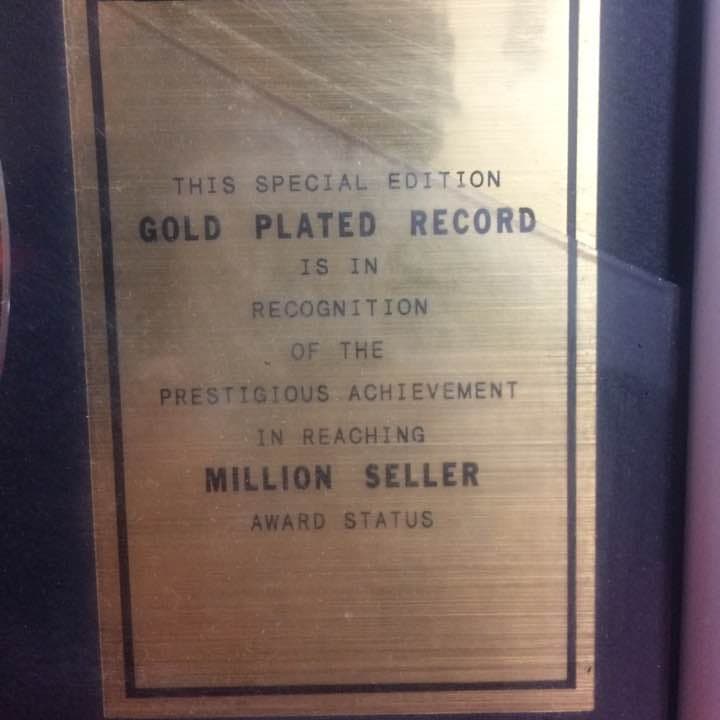 THIS SPECIAL EDITION
GOLD PLATED RECORD
IS IN
RECOGNITION
OF THE
PRESTIGIOUS ACHIEVEMENT
IN REACHING
MILLION SELLER
AWARD STATUS